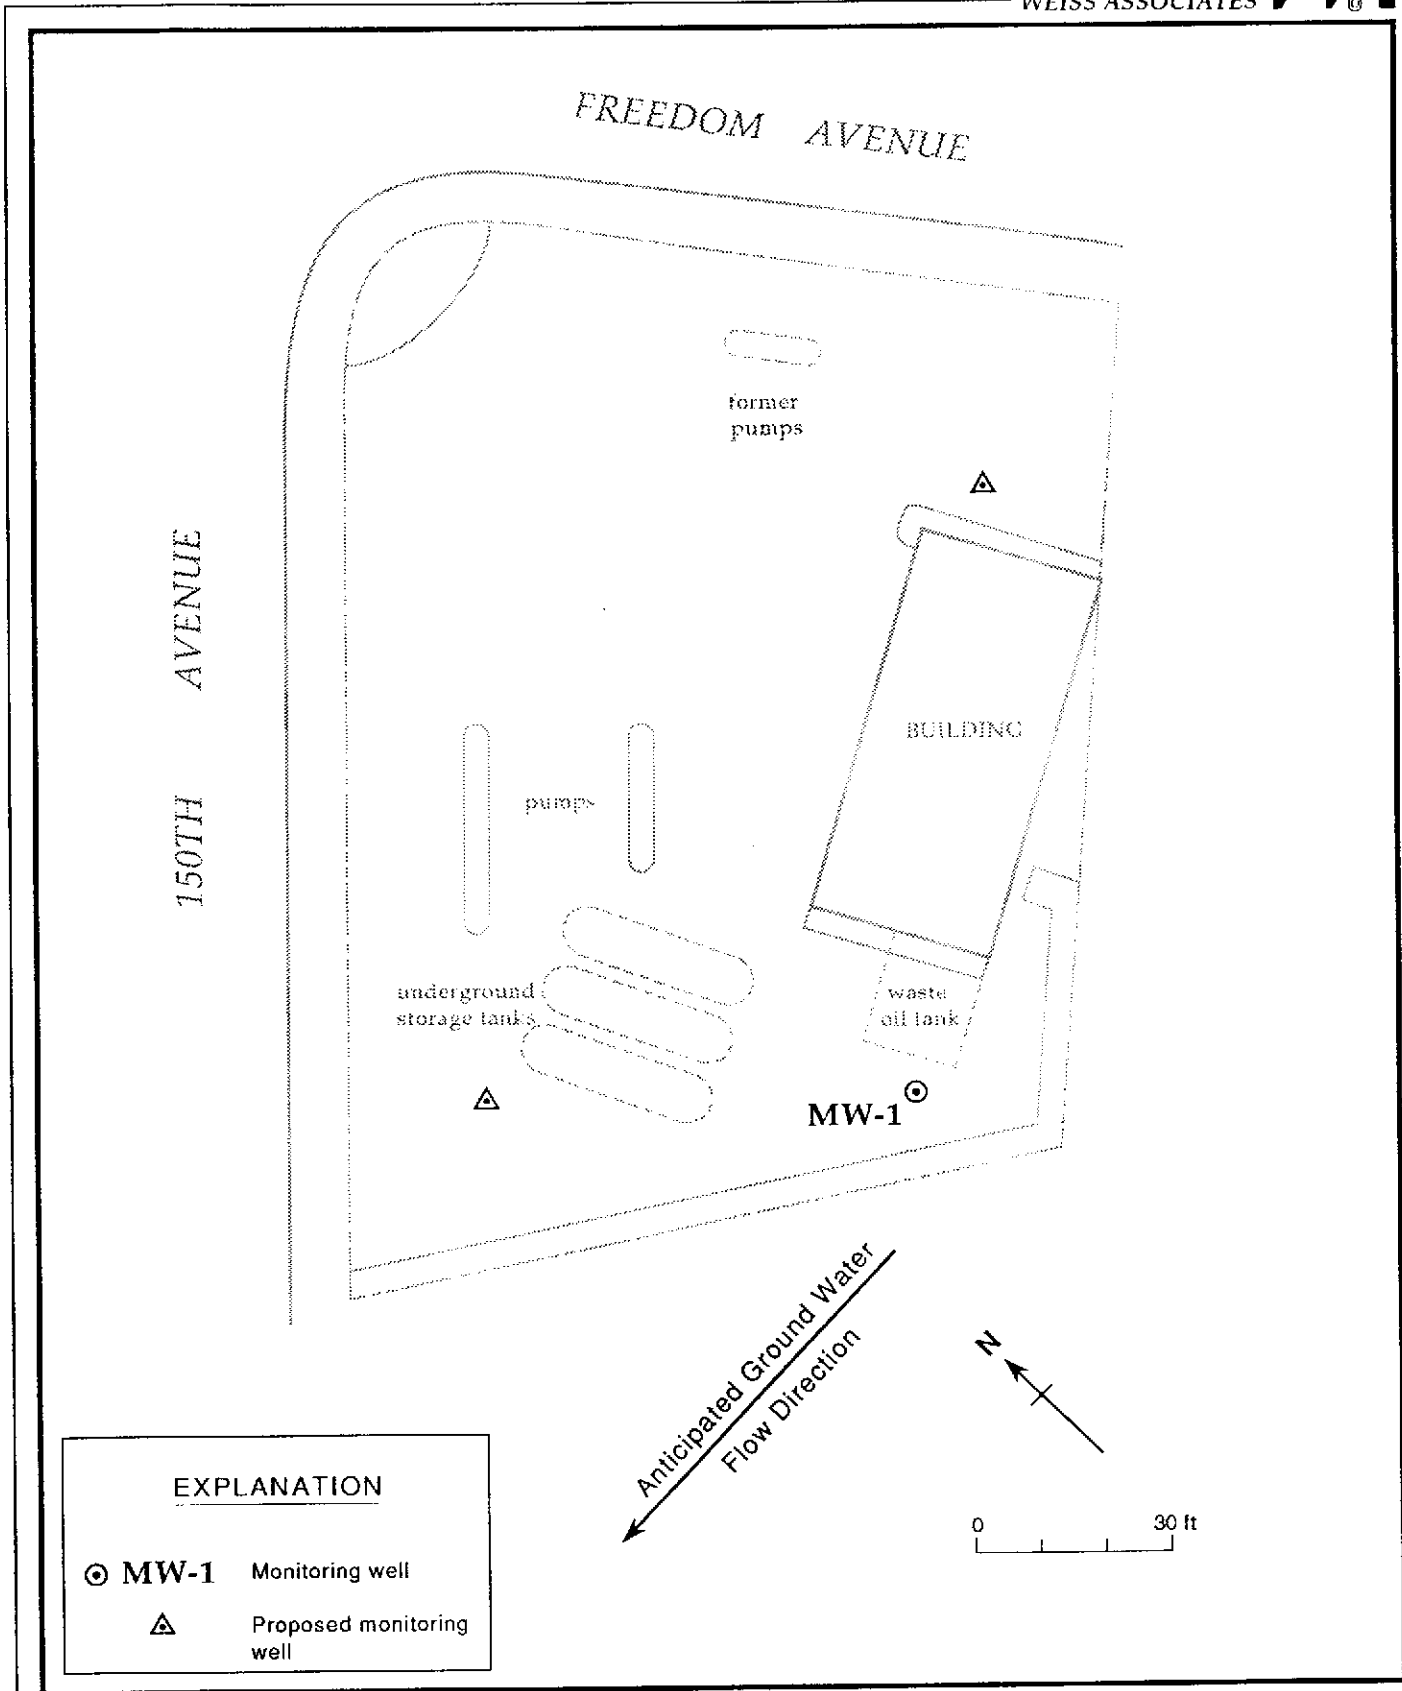 WEISS ASSOCIATES
FREEDOM AVENUE
former
pumps
150TH AVENUE
BUILDING
pumps
underground
storage tanks
waste
oil tank
MW-1
Anticipated Ground Water
Flow Direction
N
0 30 ft
EXPLANATION
MW-1 Monitoring well
Proposed monitoring
well